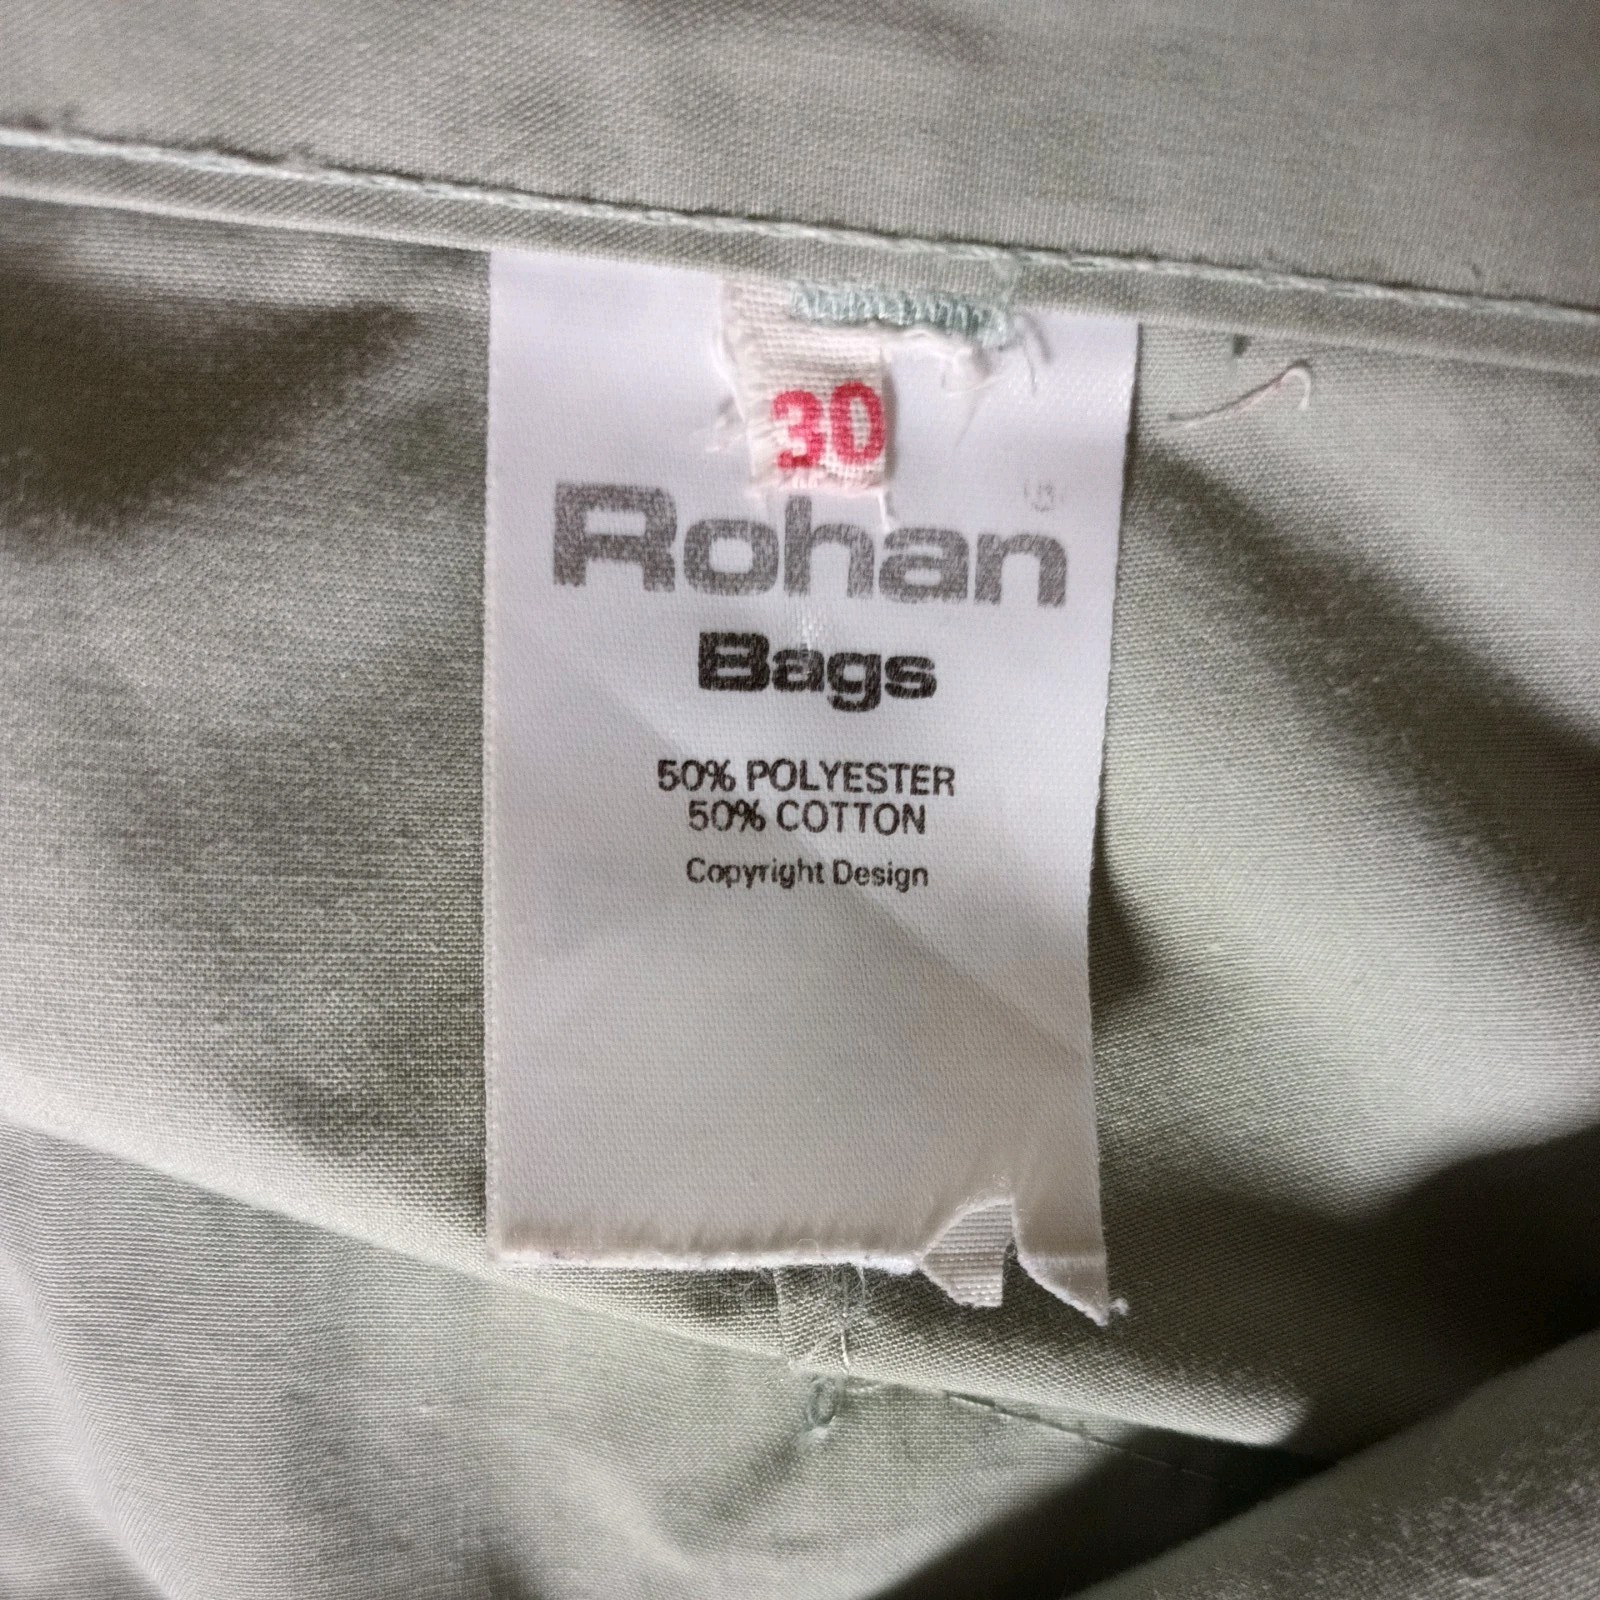 30
Rohan
Bags
50% POLYESTER
50% COTTON
Copyright Design